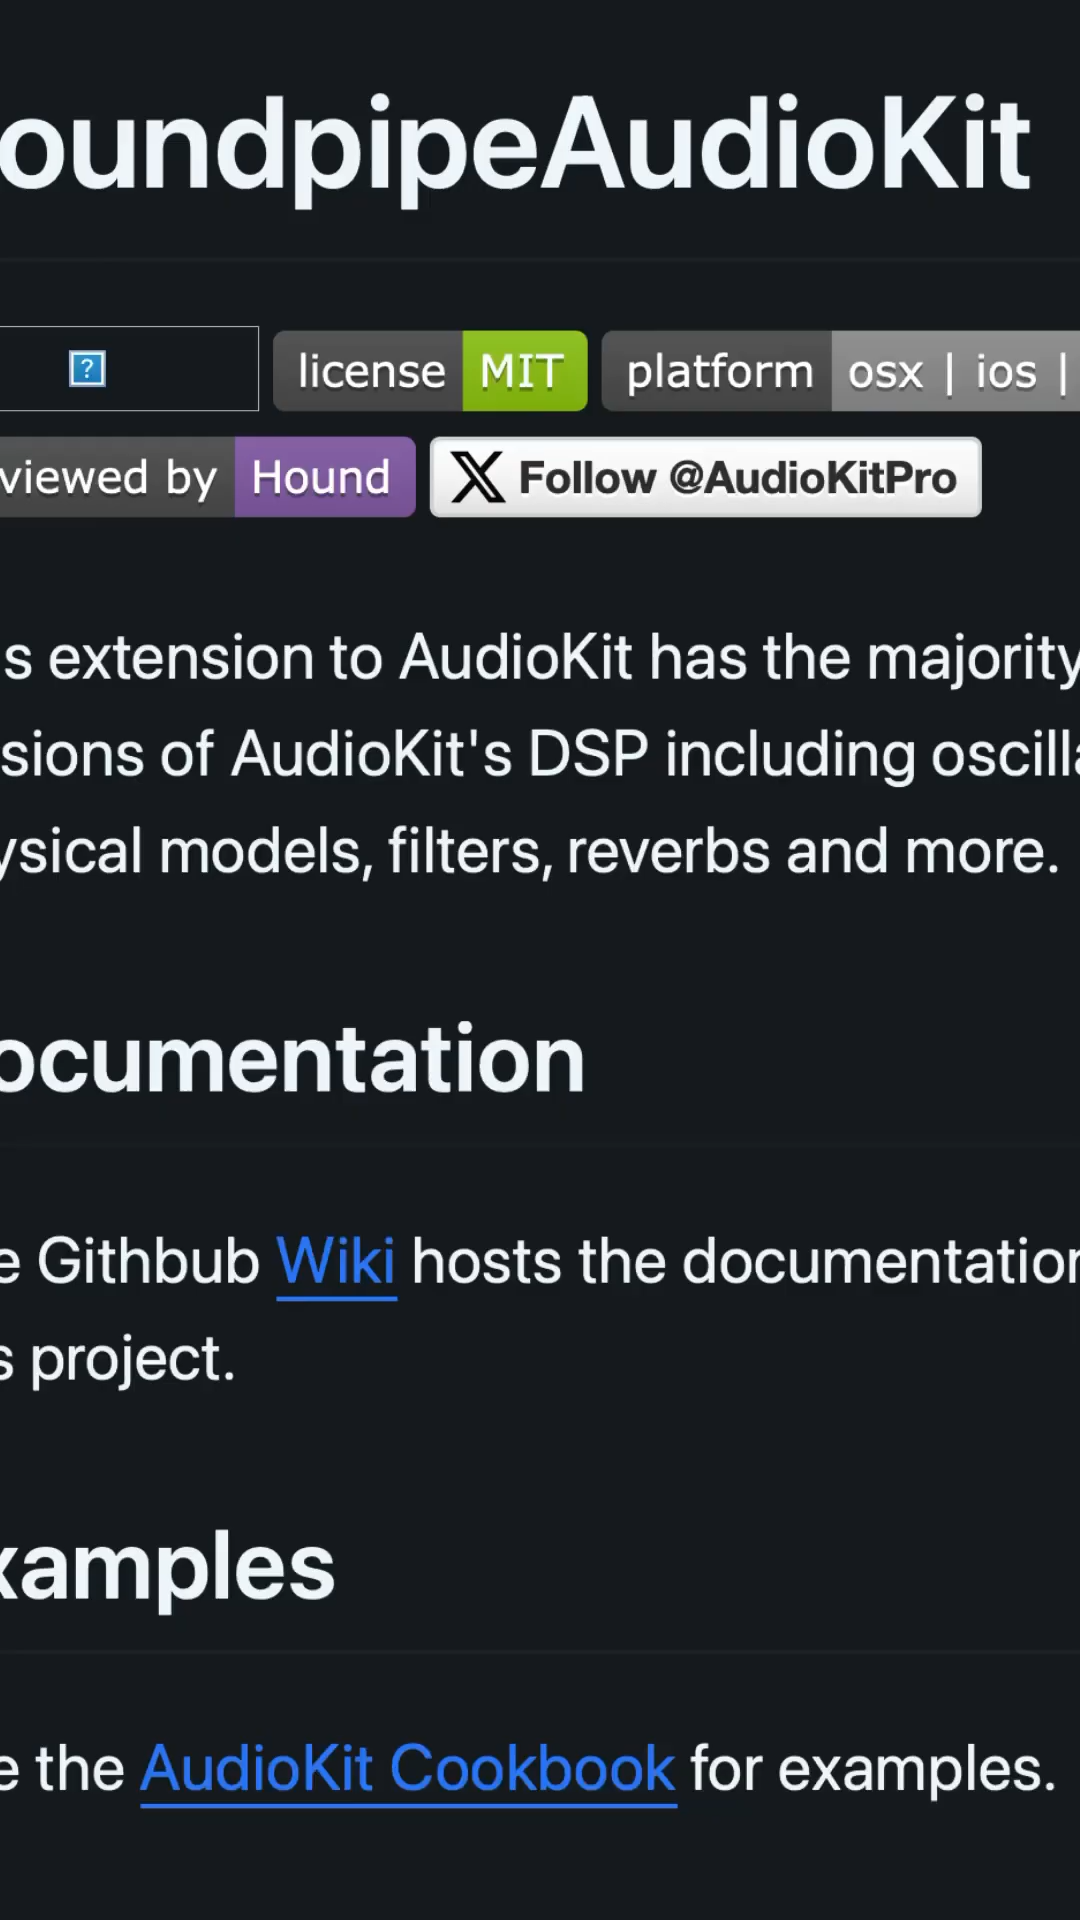 oundpipeAudioKit
license MIT platform osx | ios |
viewed by Hound Follow @AudioKitPro
s extension to AudioKit has the majority
sions of AudioKit's DSP including oscilla
ysical models, filters, reverbs and more.
ocumentation
e Githbub Wiki hosts the documentation
s project.
xamples
e the AudioKit Cookbook for examples.